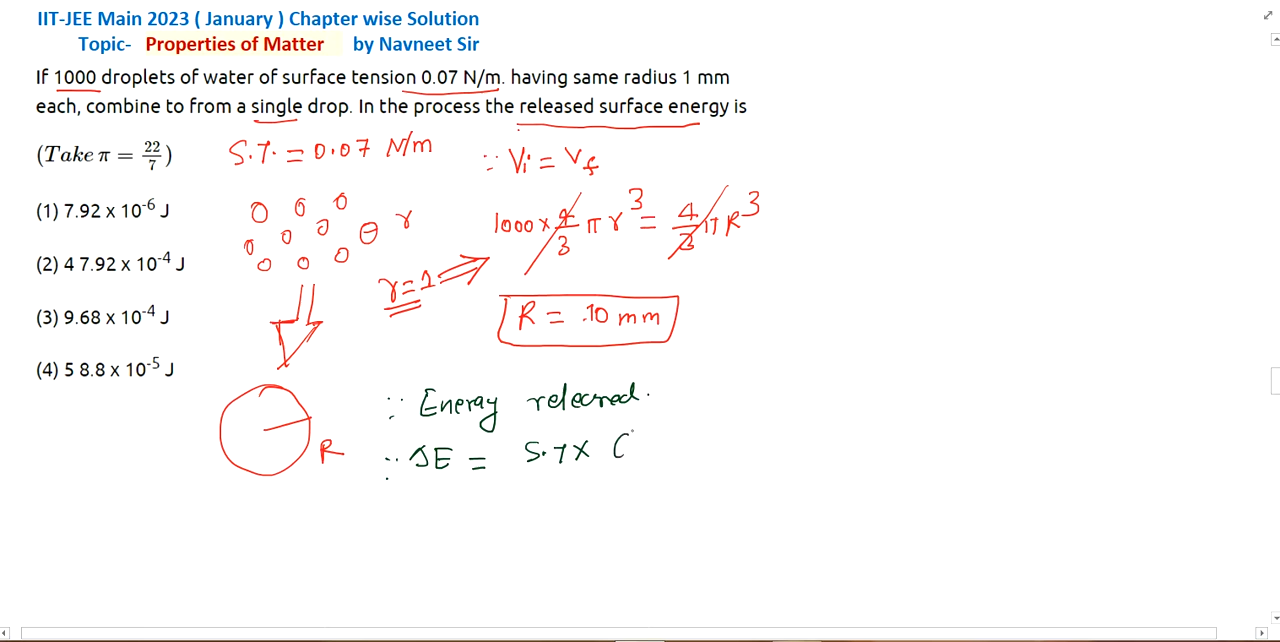 IIT-JEE Main 2023 ( January ) Chapter wise Solution
Topic- Properties of Matter by Navneet Sir
If 1000 droplets of water of surface tension 0.07 N/m. having same radius 1 mm
each, combine to from a single drop. In the process the released surface energy is
(Take π = 22/7)
S.T. = 0.07 N/m
∵ Vi = Vf
(1) 7.92 x 10⁻⁶ J
r
1000 × 4/3 π r³ = 4/3 π R³
(2) 4 7.92 x 10⁻⁴ J
r = 1
(3) 9.68 x 10⁻⁴ J
R = .10 mm
(4) 5 8.8 x 10⁻⁵ J
R
∵ Energy released.
∵ ΔE = S.T × (